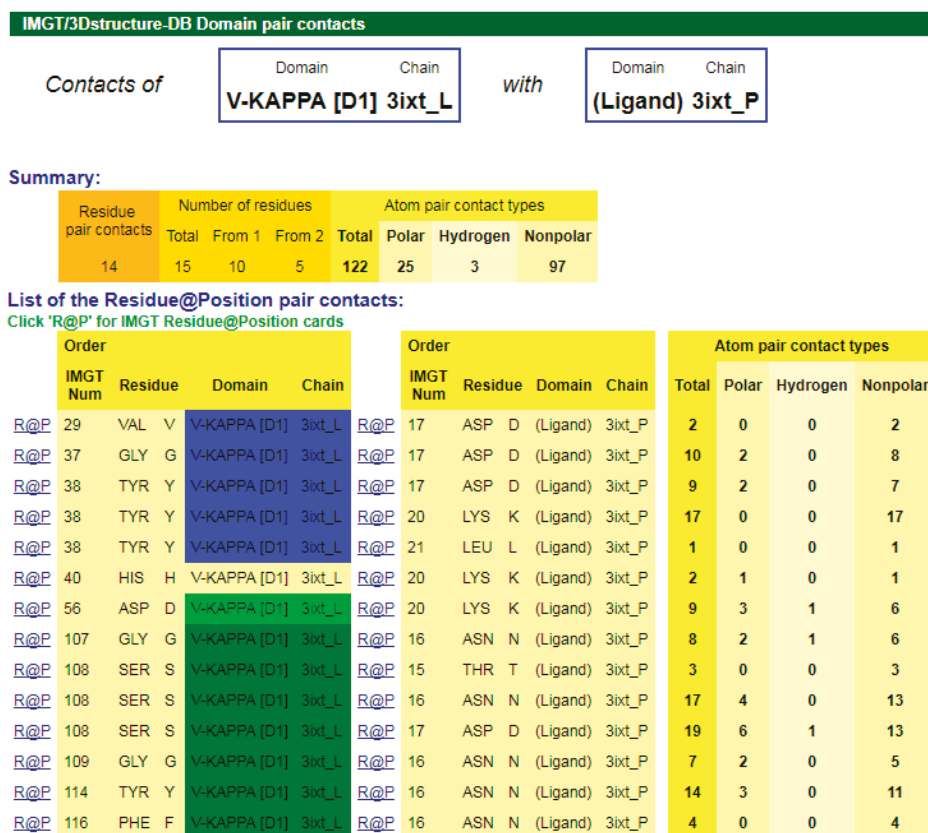 IMGT/3Dstructure-DB Domain pair contacts
Contacts of Domain Chain with Domain Chain
V-KAPPA [D1] 3ixt_L (Ligand) 3ixt_P
Summary:
Residue pair contacts Number of residues Atom pair contact types
Total From 1 From 2 Total Polar Hydrogen Nonpolar
14 15 10 5 122 25 3 97
List of the Residue@Position pair contacts:
Click 'R@P' for IMGT Residue@Position cards
Order Order Atom pair contact types
IMGT Num Residue Domain Chain IMGT Num Residue Domain Chain Total Polar Hydrogen Nonpolar
R@P 29 VAL V V-KAPPA [D1] 3ixt_L R@P 17 ASP D (Ligand) 3ixt_P 2 0 0 2
R@P 37 GLY G V-KAPPA [D1] 3ixt_L R@P 17 ASP D (Ligand) 3ixt_P 10 2 0 8
R@P 38 TYR Y V-KAPPA [D1] 3ixt_L R@P 17 ASP D (Ligand) 3ixt_P 9 2 0 7
R@P 38 TYR Y V-KAPPA [D1] 3ixt_L R@P 20 LYS K (Ligand) 3ixt_P 17 0 0 17
R@P 38 TYR Y V-KAPPA [D1] 3ixt_L R@P 21 LEU L (Ligand) 3ixt_P 1 0 0 1
R@P 40 HIS H V-KAPPA [D1] 3ixt_L R@P 20 LYS K (Ligand) 3ixt_P 2 1 0 1
R@P 56 ASP D V-KAPPA [D1] 3ixt_L R@P 20 LYS K (Ligand) 3ixt_P 9 3 1 6
R@P 107 GLY G V-KAPPA [D1] 3ixt_L R@P 16 ASN N (Ligand) 3ixt_P 8 2 1 6
R@P 108 SER S V-KAPPA [D1] 3ixt_L R@P 15 THR T (Ligand) 3ixt_P 3 0 0 3
R@P 108 SER S V-KAPPA [D1] 3ixt_L R@P 16 ASN N (Ligand) 3ixt_P 17 4 0 13
R@P 108 SER S V-KAPPA [D1] 3ixt_L R@P 17 ASP D (Ligand) 3ixt_P 19 6 1 13
R@P 109 GLY G V-KAPPA [D1] 3ixt_L R@P 16 ASN N (Ligand) 3ixt_P 7 2 0 5
R@P 114 TYR Y V-KAPPA [D1] 3ixt_L R@P 16 ASN N (Ligand) 3ixt_P 14 3 0 11
R@P 116 PHE F V-KAPPA [D1] 3ixt_L R@P 16 ASN N (Ligand) 3ixt_P 4 0 0 4